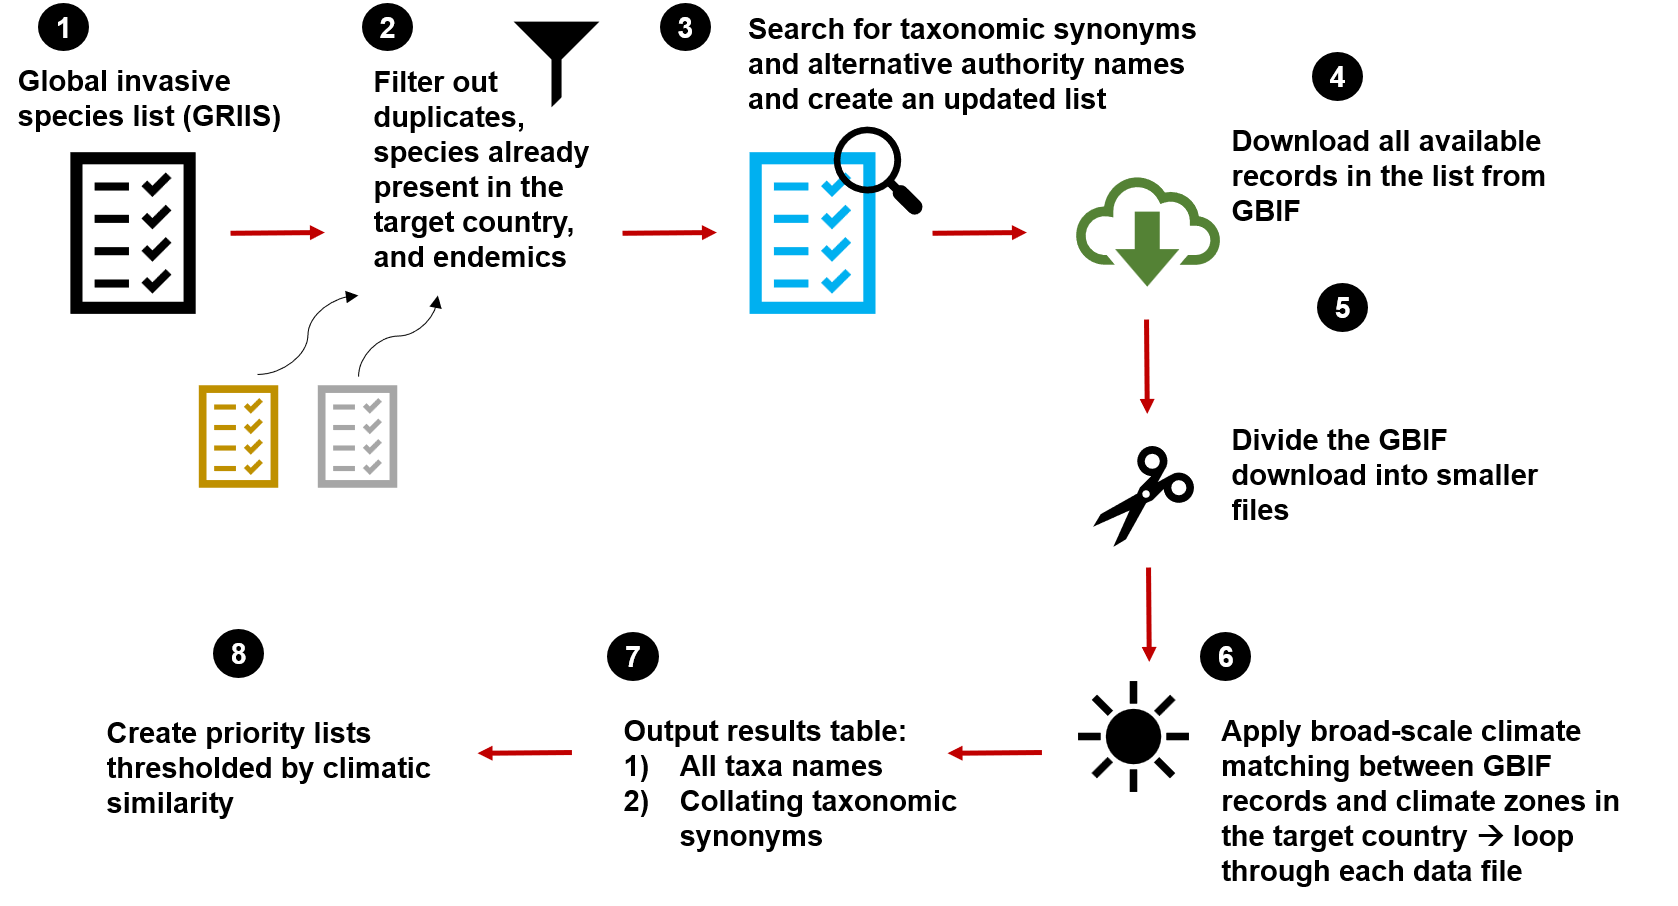 1
Global invasive
species list (GRIIS)
2
Filter out
duplicates,
species already
present in the
target country,
and endemics
3
Search for taxonomic synonyms
and alternative authority names
and create an updated list
4
Download all available
records in the list from
GBIF
5
Divide the GBIF
download into smaller
files
6
Apply broad-scale climate
matching between GBIF
records and climate zones in
the target country → loop
through each data file
7
Output results table:
1) All taxa names
2) Collating taxonomic
synonyms
8
Create priority lists
thresholded by climatic
similarity